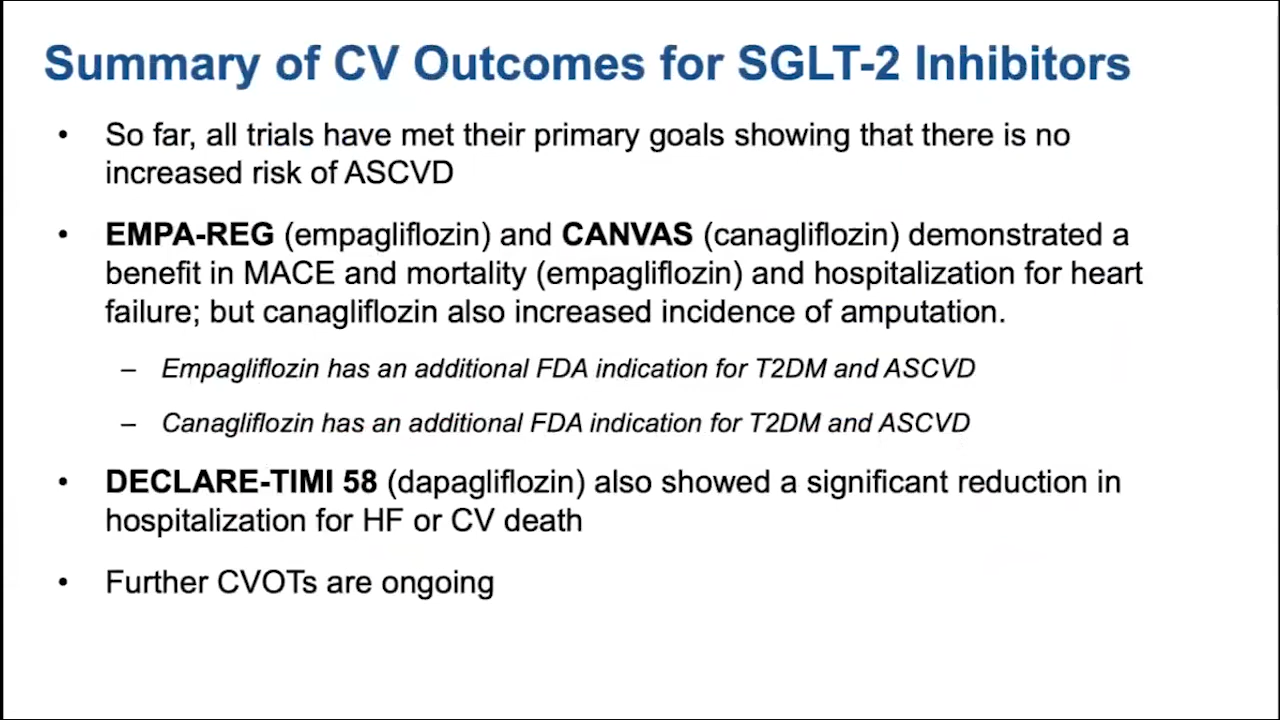 Summary of CV Outcomes for SGLT-2 Inhibitors
• So far, all trials have met their primary goals showing that there is no
increased risk of ASCVD
• EMPA-REG (empagliflozin) and CANVAS (canagliflozin) demonstrated a
benefit in MACE and mortality (empagliflozin) and hospitalization for heart
failure; but canagliflozin also increased incidence of amputation.
– Empagliflozin has an additional FDA indication for T2DM and ASCVD
– Canagliflozin has an additional FDA indication for T2DM and ASCVD
• DECLARE-TIMI 58 (dapagliflozin) also showed a significant reduction in
hospitalization for HF or CV death
• Further CVOTs are ongoing